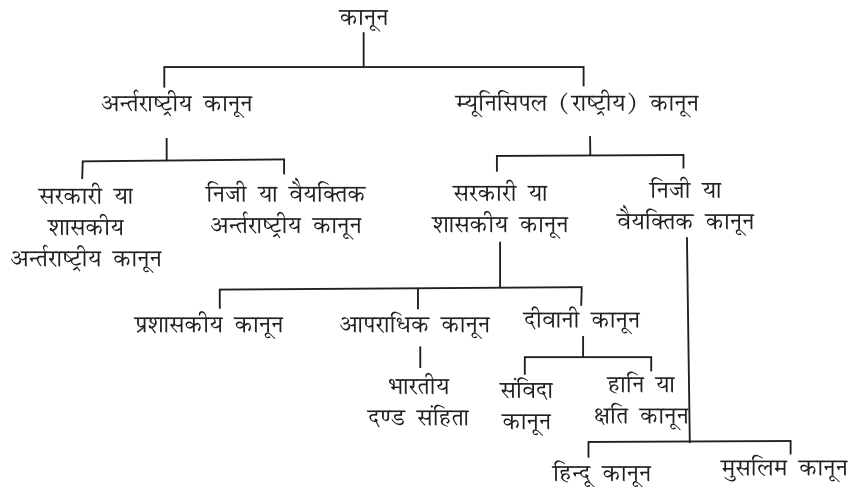 कानून
अर्न्तराष्ट्रीय कानून
म्यूनिसिपल (राष्ट्रीय) कानून
सरकारी या
शासकीय
अर्न्तराष्ट्रीय कानून
निजी या वैयक्तिक
अर्न्तराष्ट्रीय कानून
सरकारी या
शासकीय कानून
निजी या
वैयक्तिक कानून
प्रशासकीय कानून
आपराधिक कानून
दीवानी कानून
भारतीय
दण्ड संहिता
संविदा
कानून
हानि या
क्षति कानून
हिन्दू कानून
मुसलिम कानून